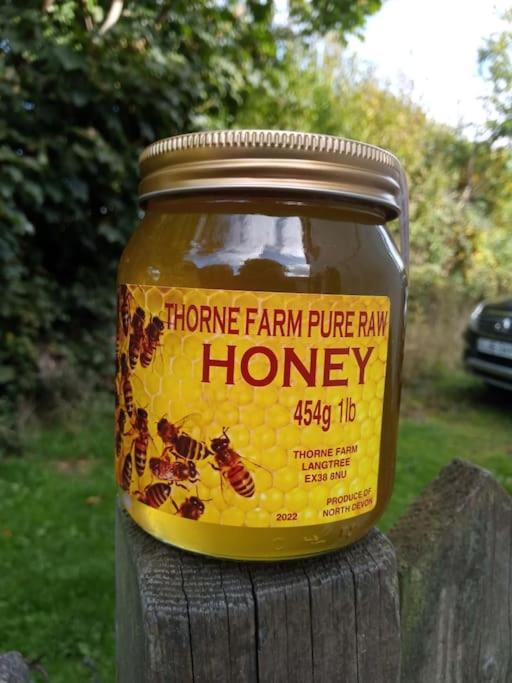 THORNE FARM PURE RAW
HONEY
454g 1lb
THORNE FARM
LANGTREE
EX38 8NU
PRODUCE OF
NORTH DEVON
2022